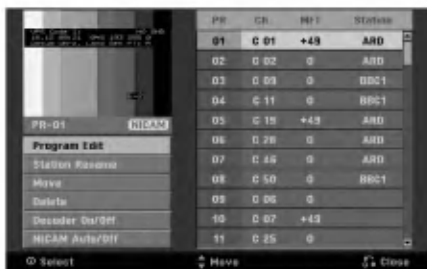 PR CH. MFT Station
01 C 01 +49 ARD
02 C 02 0 ARD
03 C 09 0 BBC1
04 C 11 0 BBC1
05 C 19 +49 ARD
06 C 28 0 ARD
07 C 46 0 ARD
08 C 50 0 BBC1
09 C 06 0
10 C 07 +49
11 C 25 0
PR-01 NICAM
Program Edit
Station Rename
Move
Delete
Decoder On/Off
NICAM Auto/Off
Select
Move
Close